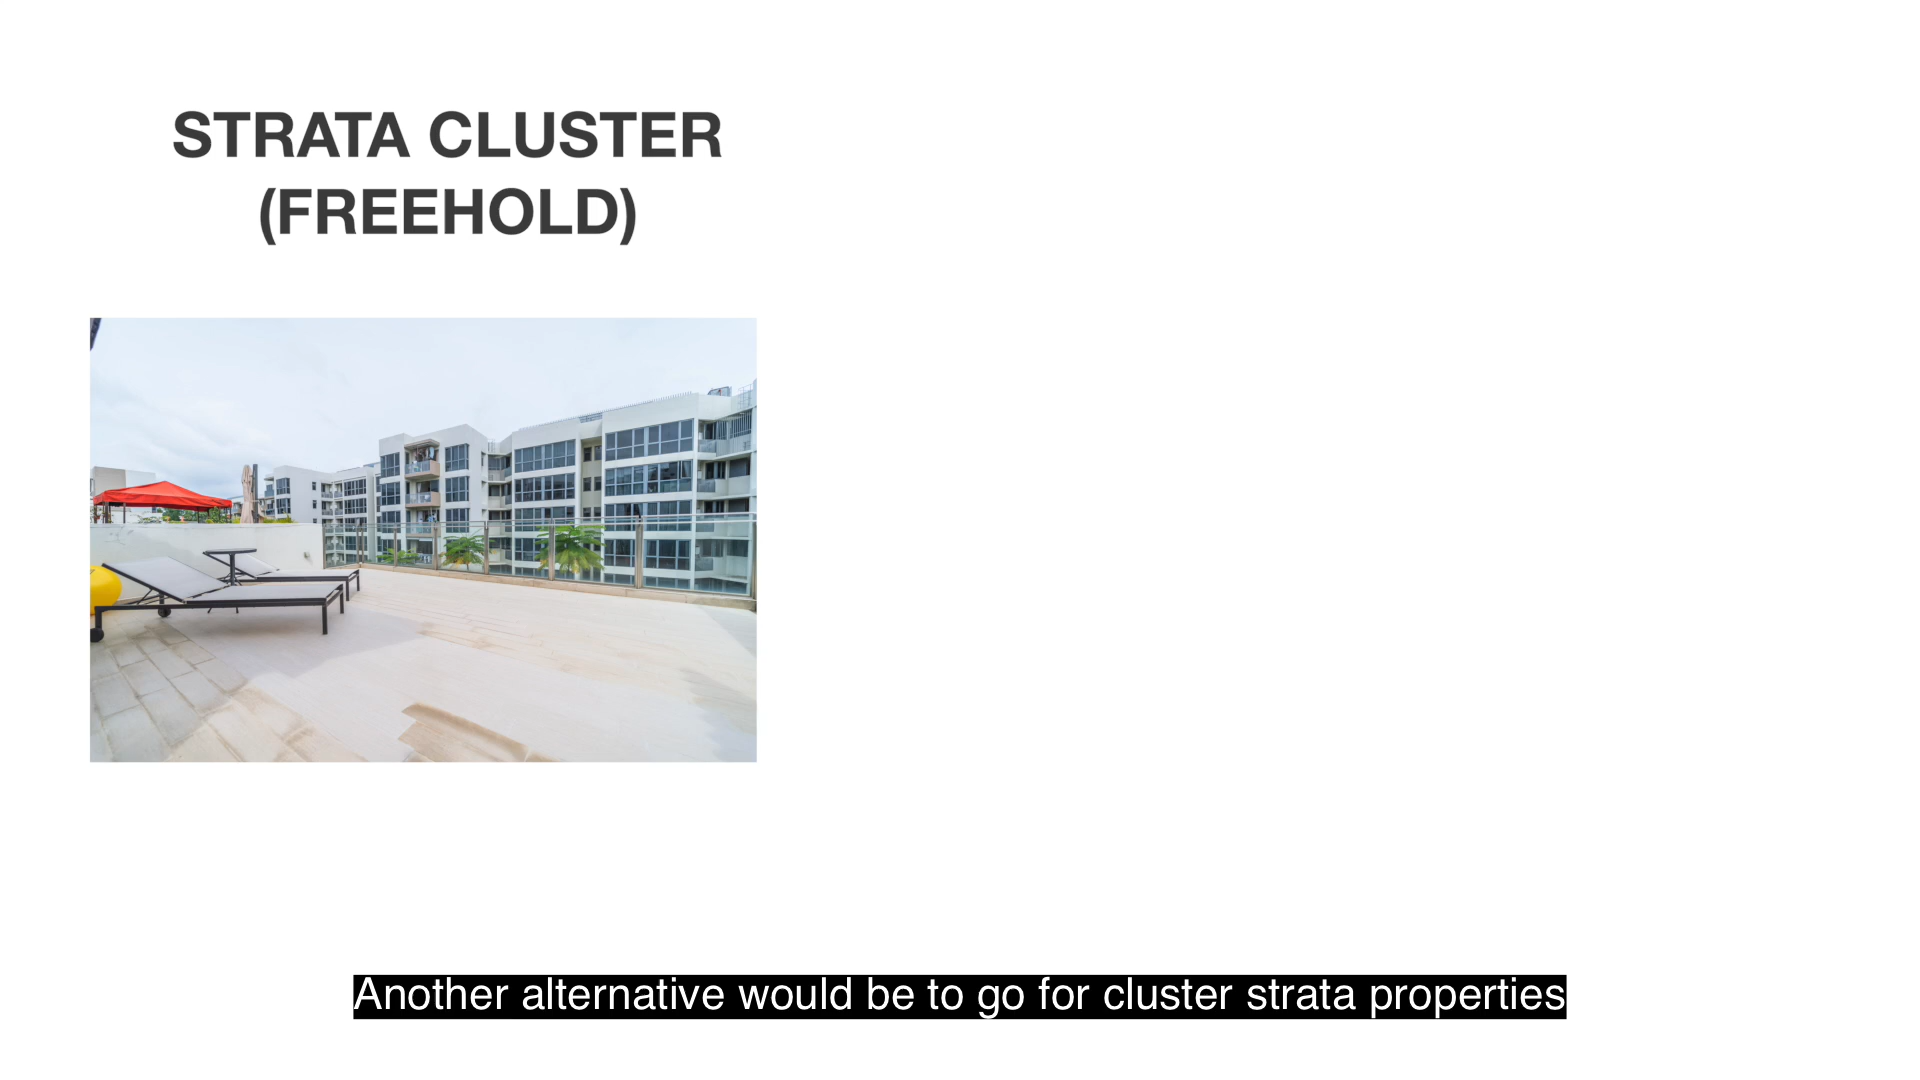 STRATA CLUSTER
(FREEHOLD)
Another alternative would be to go for cluster strata properties